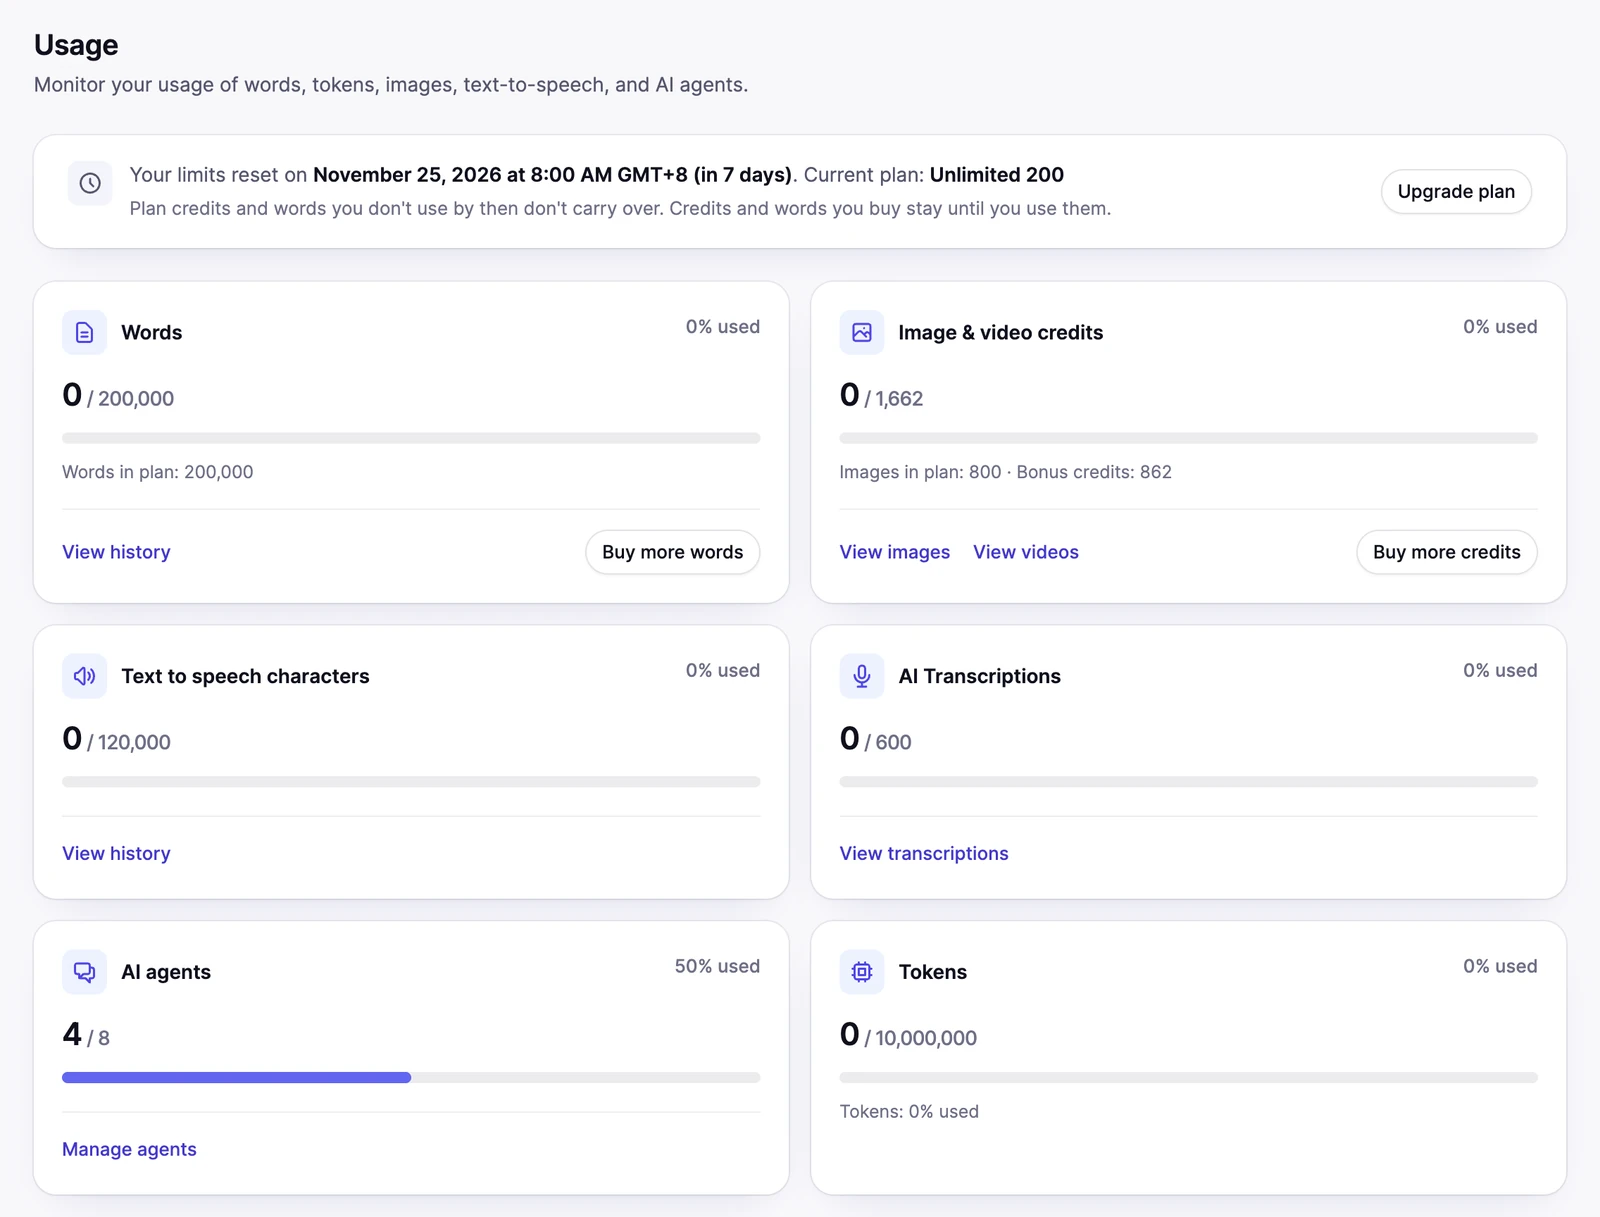 Usage
Monitor your usage of words, tokens, images, text-to-speech, and AI agents.
Your limits reset on November 25, 2026 at 8:00 AM GMT+8 (in 7 days). Current plan: Unlimited 200
Plan credits and words you don't use by then don't carry over. Credits and words you buy stay until you use them.
Upgrade plan
Words
0% used
0 / 200,000
Words in plan: 200,000
View history
Buy more words
Image & video credits
0% used
0 / 1,662
Images in plan: 800 · Bonus credits: 862
View images
View videos
Buy more credits
Text to speech characters
0% used
0 / 120,000
View history
AI Transcriptions
0% used
0 / 600
View transcriptions
AI agents
50% used
4 / 8
Manage agents
Tokens
0% used
0 / 10,000,000
Tokens: 0% used